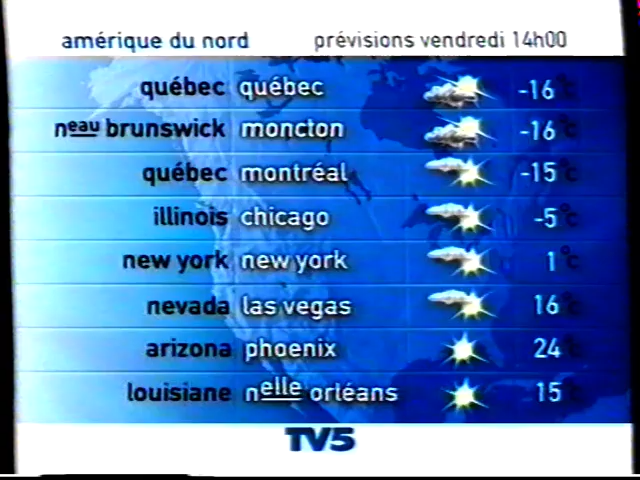 amérique du nord prévisions vendredi 14h00
québec québec -16°c
neau brunswick moncton -16°c
québec montréal -15°c
illinois chicago -5°c
new york new york 1°c
nevada las vegas 16°c
arizona phoenix 24°c
louisiane nelle orléans 15°c
TV5